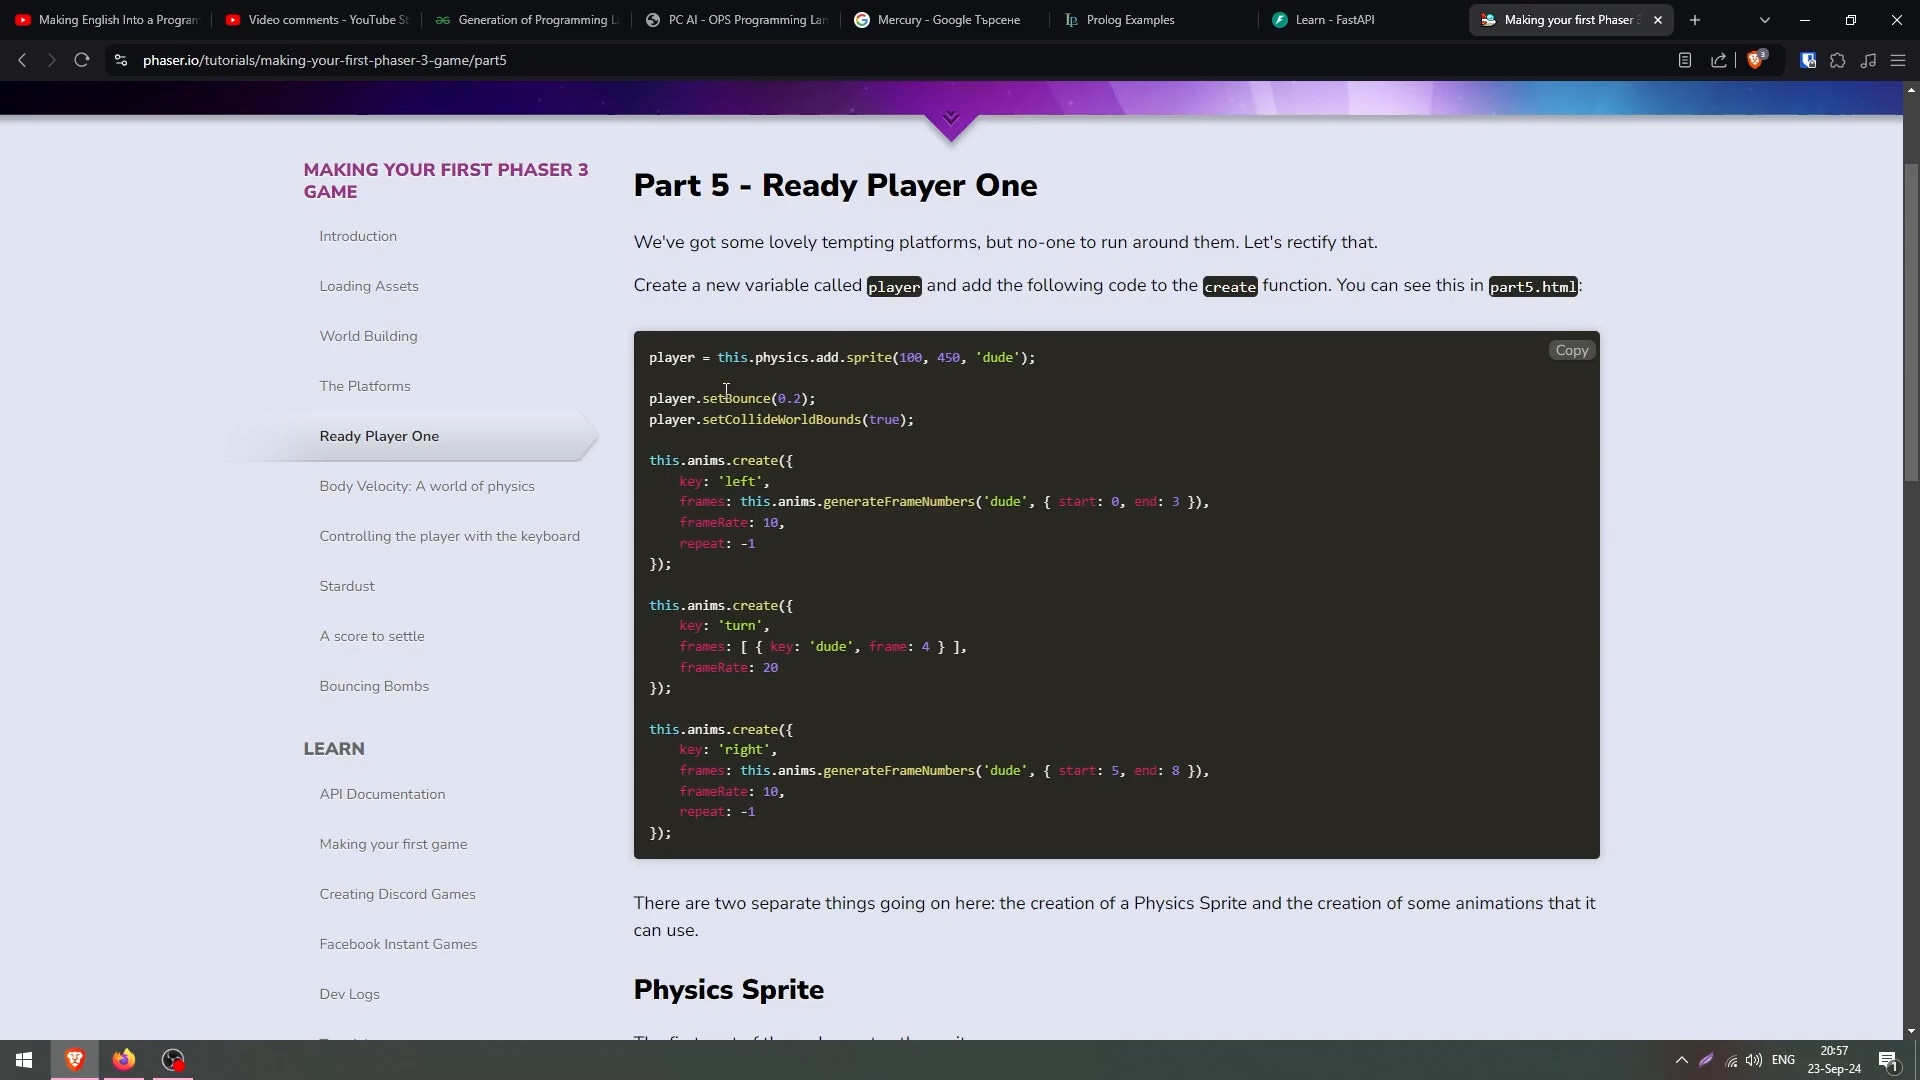 Making English Into a Program
Video comments - YouTube St
Generation of Programming L
PC AI - OPS Programming Lan
Mercury - Google Търсене
Prolog Examples
Learn - FastAPI
Making your first Phaser 3
phaser.io/tutorials/making-your-first-phaser-3-game/part5
3
MAKING YOUR FIRST PHASER 3
GAME
Introduction
Loading Assets
World Building
The Platforms
Ready Player One
Body Velocity: A world of physics
Controlling the player with the keyboard
Stardust
A score to settle
Bouncing Bombs
LEARN
API Documentation
Making your first game
Creating Discord Games
Facebook Instant Games
Dev Logs
Part 5 - Ready Player One
We've got some lovely tempting platforms, but no-one to run around them. Let's rectify that.
Create a new variable called player and add the following code to the create function. You can see this in part5.html:
Copy
player = this.physics.add.sprite(100, 450, 'dude');
player.setBounce(0.2);
player.setCollideWorldBounds(true);
this.anims.create({
key: 'left',
frames: this.anims.generateFrameNumbers('dude', { start: 0, end: 3 }),
frameRate: 10,
repeat: -1
});
this.anims.create({
key: 'turn',
frames: [ { key: 'dude', frame: 4 } ],
frameRate: 20
});
this.anims.create({
key: 'right',
frames: this.anims.generateFrameNumbers('dude', { start: 5, end: 8 }),
frameRate: 10,
repeat: -1
});
There are two separate things going on here: the creation of a Physics Sprite and the creation of some animations that it
can use.
Physics Sprite
ENG
20:57
23-Sep-24
1